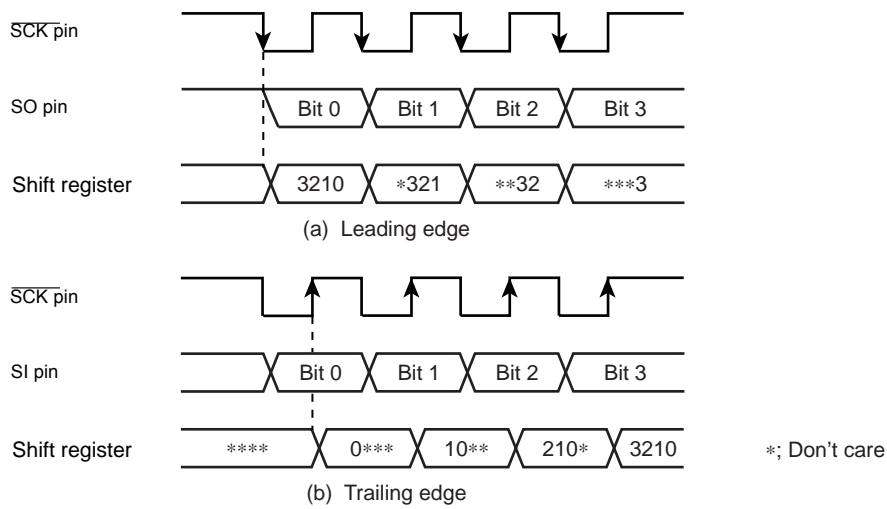 SCK pin
SO pin
Bit 0 Bit 1 Bit 2 Bit 3
Shift register
3210 *321 **32 ***3
(a) Leading edge
SCK pin
SI pin
Bit 0 Bit 1 Bit 2 Bit 3
Shift register
**** 0*** 10** 210* 3210
*; Don't care
(b) Trailing edge